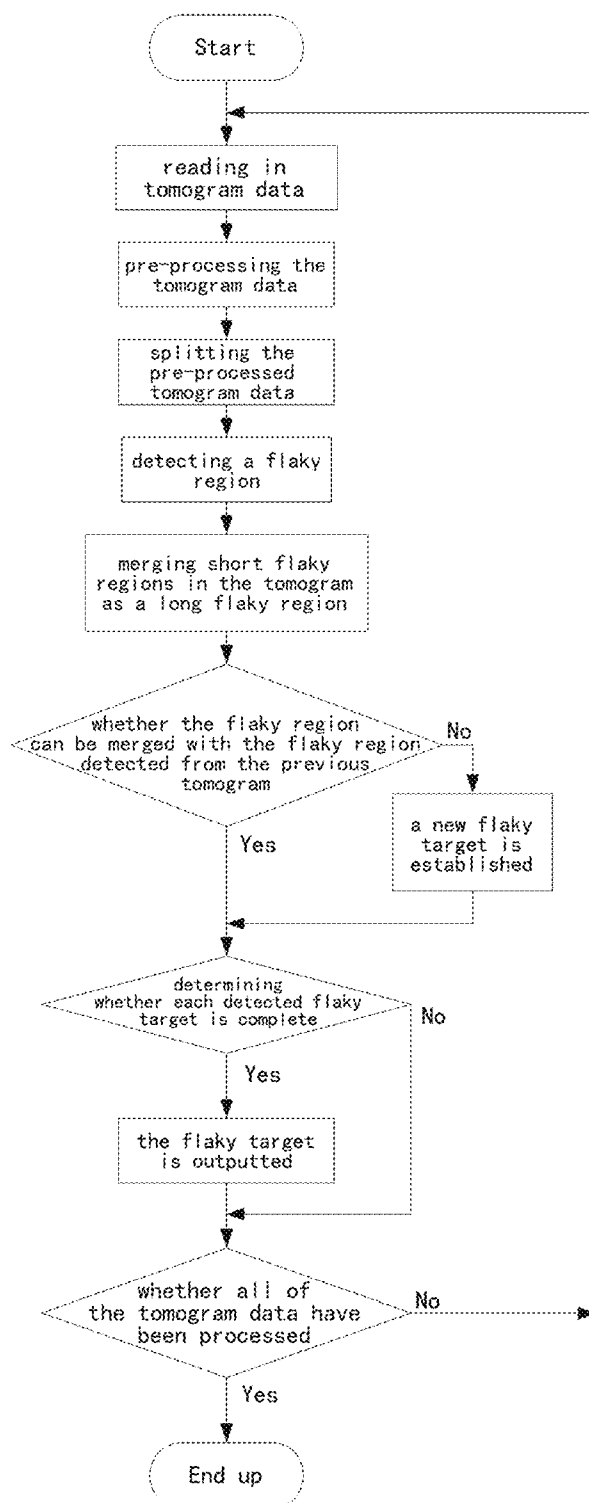 Start
reading in
tomogram data
pre-processing the
tomogram data
splitting the
pre-processed
tomogram data
detecting a flaky
region
merging short flaky
regions in the tomogram
as a long flaky region
whether the flaky region
can be merged with the flaky region
detected from the previous
tomogram
No
a new flaky
target is
established
Yes
determining
whether each detected flaky
target is complete
No
Yes
the flaky target
is outputted
whether all of
the tomogram data have
been processed
No
Yes
End up